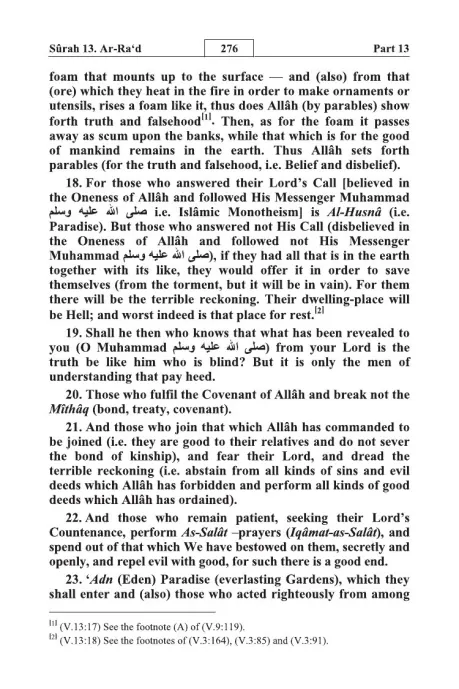 Sûrah 13. Ar-Ra‘d 276 Part 13
foam that mounts up to the surface — and (also) from that
(ore) which they heat in the fire in order to make ornaments or
utensils, rises a foam like it, thus does Allâh (by parables) show
forth truth and falsehood[1]. Then, as for the foam it passes
away as scum upon the banks, while that which is for the good
of mankind remains in the earth. Thus Allâh sets forth
parables (for the truth and falsehood, i.e. Belief and disbelief).
18. For those who answered their Lord’s Call [believed in
the Oneness of Allâh and followed His Messenger Muhammad
صلى الله عليه وسلم i.e. Islâmic Monotheism] is Al-Husnâ (i.e.
Paradise). But those who answered not His Call (disbelieved in
the Oneness of Allâh and followed not His Messenger
Muhammad صلى الله عليه وسلم), if they had all that is in the earth
together with its like, they would offer it in order to save
themselves (from the torment, but it will be in vain). For them
there will be the terrible reckoning. Their dwelling-place will
be Hell; and worst indeed is that place for rest.[2]
19. Shall he then who knows that what has been revealed to
you (O Muhammad صلى الله عليه وسلم) from your Lord is the
truth be like him who is blind? But it is only the men of
understanding that pay heed.
20. Those who fulfil the Covenant of Allâh and break not the
Mîthâq (bond, treaty, covenant).
21. And those who join that which Allâh has commanded to
be joined (i.e. they are good to their relatives and do not sever
the bond of kinship), and fear their Lord, and dread the
terrible reckoning (i.e. abstain from all kinds of sins and evil
deeds which Allâh has forbidden and perform all kinds of good
deeds which Allâh has ordained).
22. And those who remain patient, seeking their Lord’s
Countenance, perform As-Salât –prayers (Iqâmat-as-Salât), and
spend out of that which We have bestowed on them, secretly and
openly, and repel evil with good, for such there is a good end.
23. ‘Adn (Eden) Paradise (everlasting Gardens), which they
shall enter and (also) those who acted righteously from among
[1] (V.13:17) See the footnote (A) of (V.9:119).
[2] (V.13:18) See the footnotes of (V.3:164), (V.3:85) and (V.3:91).